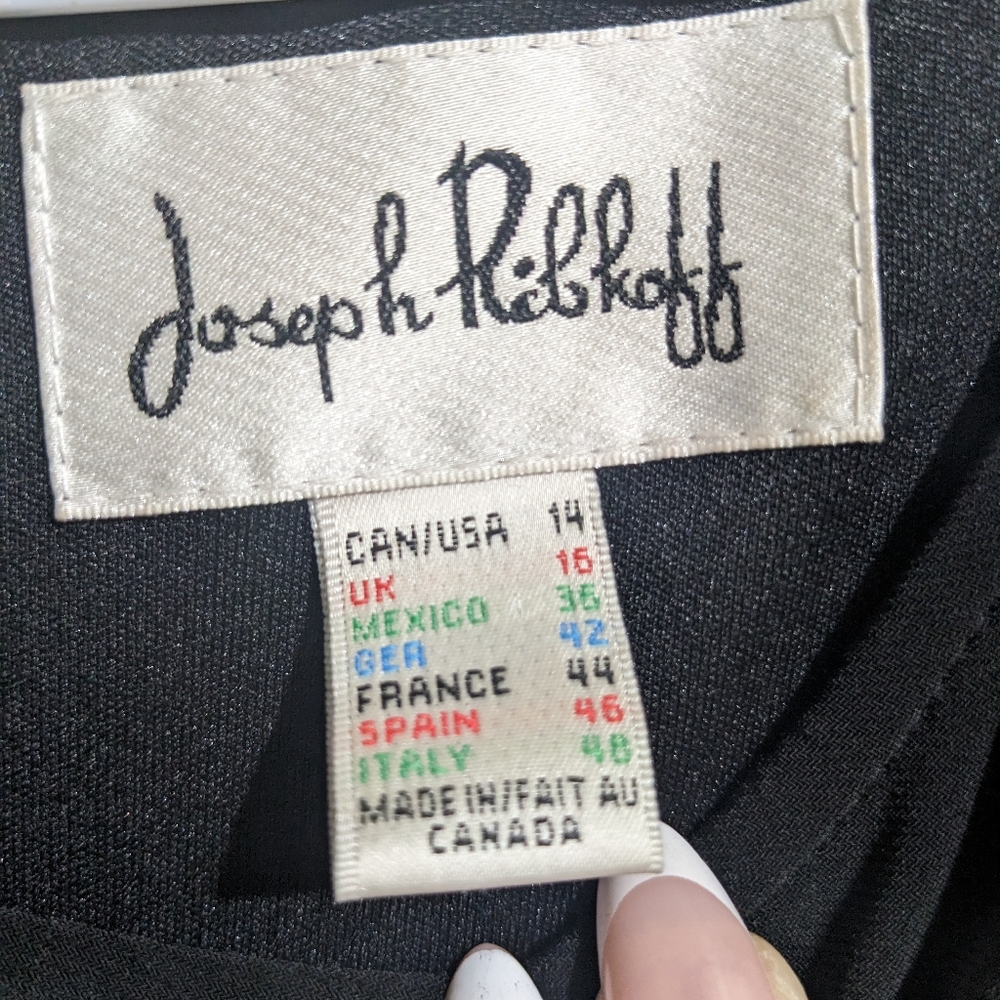 Joseph Ribkoff
CAN/USA 14
UK 16
MEXICO 36
GER 42
FRANCE 44
SPAIN 46
ITALY 48
MADE IN/FAIT AU
CANADA